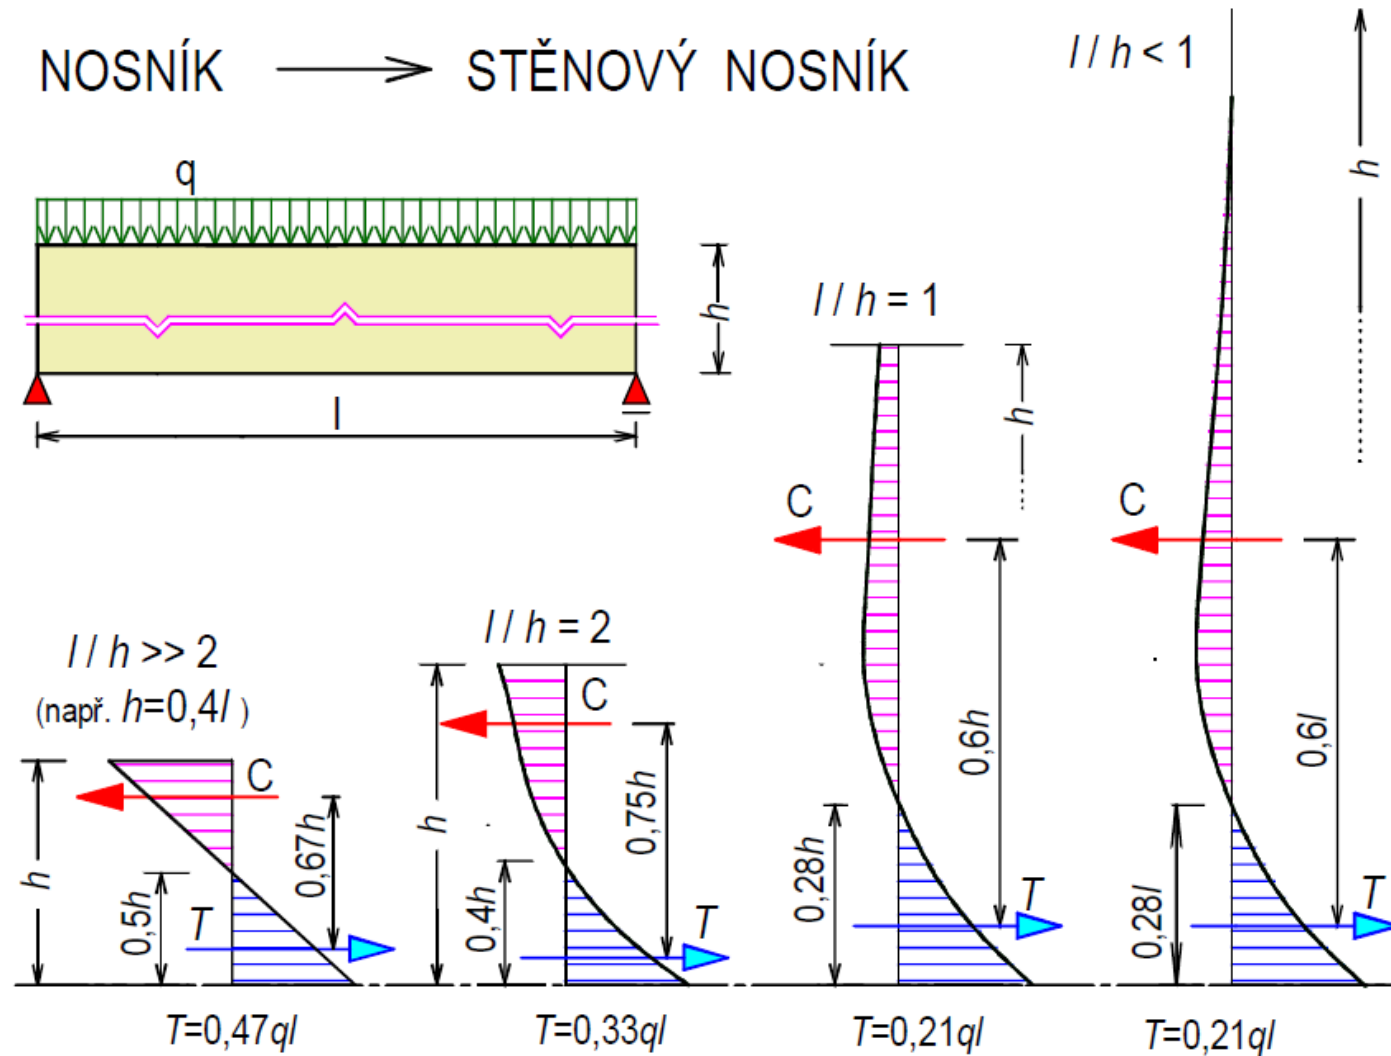 NOSNÍK
STĚNOVÝ NOSNÍK
q
h
l
l / h >> 2
(např. h=0,4l )
h
C
0,67h
0,5h
T
T=0,47ql
l / h = 2
h
C
0,75h
0,4h
T
T=0,33ql
l / h = 1
h
C
0,6h
0,28h
T
T=0,21ql
l / h < 1
h
C
0,6l
0,28l
T
T=0,21ql